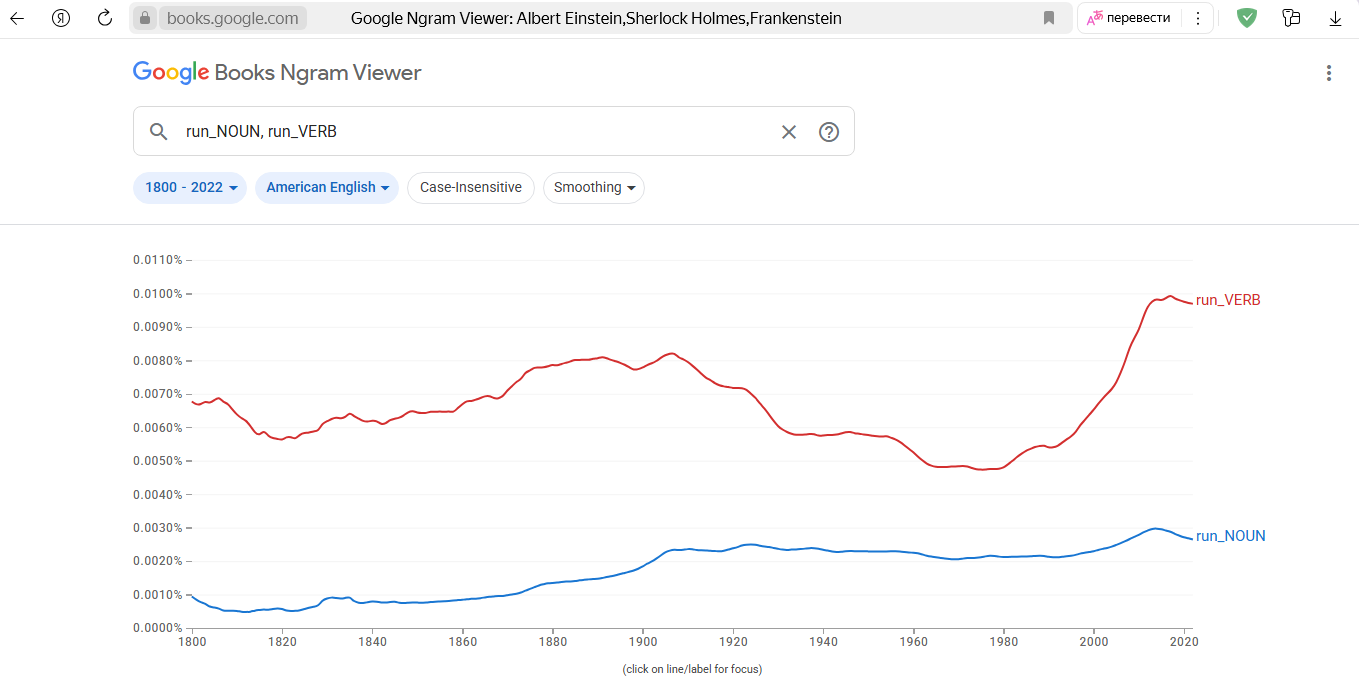 Я books.google.com Google Ngram Viewer: Albert Einstein,Sherlock Holmes,Frankenstein перевести
Google Books Ngram Viewer
run_NOUN, run_VERB
1800 - 2022 American English Case-Insensitive Smoothing
0.0110%
0.0100%
run_VERB
0.0090%
0.0080%
0.0070%
0.0060%
0.0050%
0.0040%
0.0030%
run_NOUN
0.0020%
0.0010%
0.0000%
1800 1820 1840 1860 1880 1900 1920 1940 1960 1980 2000 2020
(click on line/label for focus)